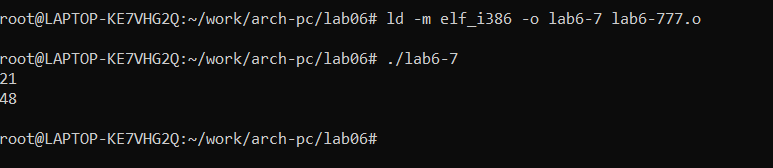 root@LAPTOP-KE7VHG2Q:~/work/arch-pc/lab06# ld -m elf_i386 -o lab6-7 lab6-777.o
root@LAPTOP-KE7VHG2Q:~/work/arch-pc/lab06# ./lab6-7
21
48
root@LAPTOP-KE7VHG2Q:~/work/arch-pc/lab06#